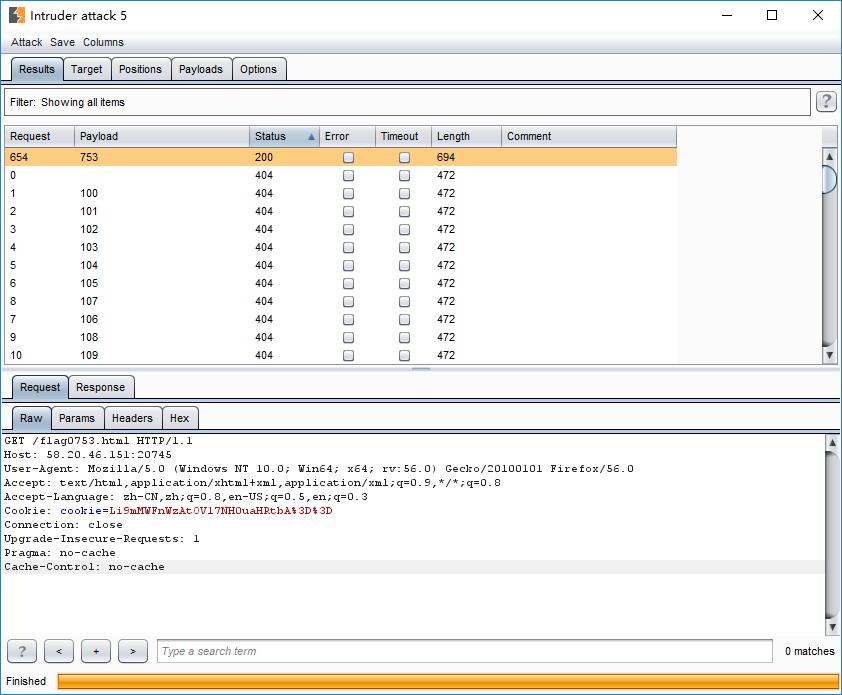 Intruder attack 5
Attack Save Columns
Results Target Positions Payloads Options
Filter: Showing all items ?
Request Payload Status Error Timeout Length Comment
654 753 200 694
0 404 472
1 100 404 472
2 101 404 472
3 102 404 472
4 103 404 472
5 104 404 472
6 105 404 472
8 107 404 472
7 106 404 472
9 108 404 472
10 109 404 472
Request Response
Raw Params Headers Hex
GET /flag0753.html HTTP/1.1
Host: 58.20.46.151:20745
User-Agent: Mozilla/5.0 (Windows NT 10.0; Win64; x64; rv:56.0) Gecko/20100101 Firefox/56.0
Accept: text/html,application/xhtml+xml,application/xml;q=0.9,*/*;q=0.8
Accept-Language: zh-CN,zh;q=0.8,en-US;q=0.5,en;q=0.3
Cookie: cookie=Li9mMWFnWzAtOV17NH0uaHRtbA%3D%3D
Connection: close
Upgrade-Insecure-Requests: 1
Pragma: no-cache
Cache-Control: no-cache
? < + > Type a search term 0 matches
Finished